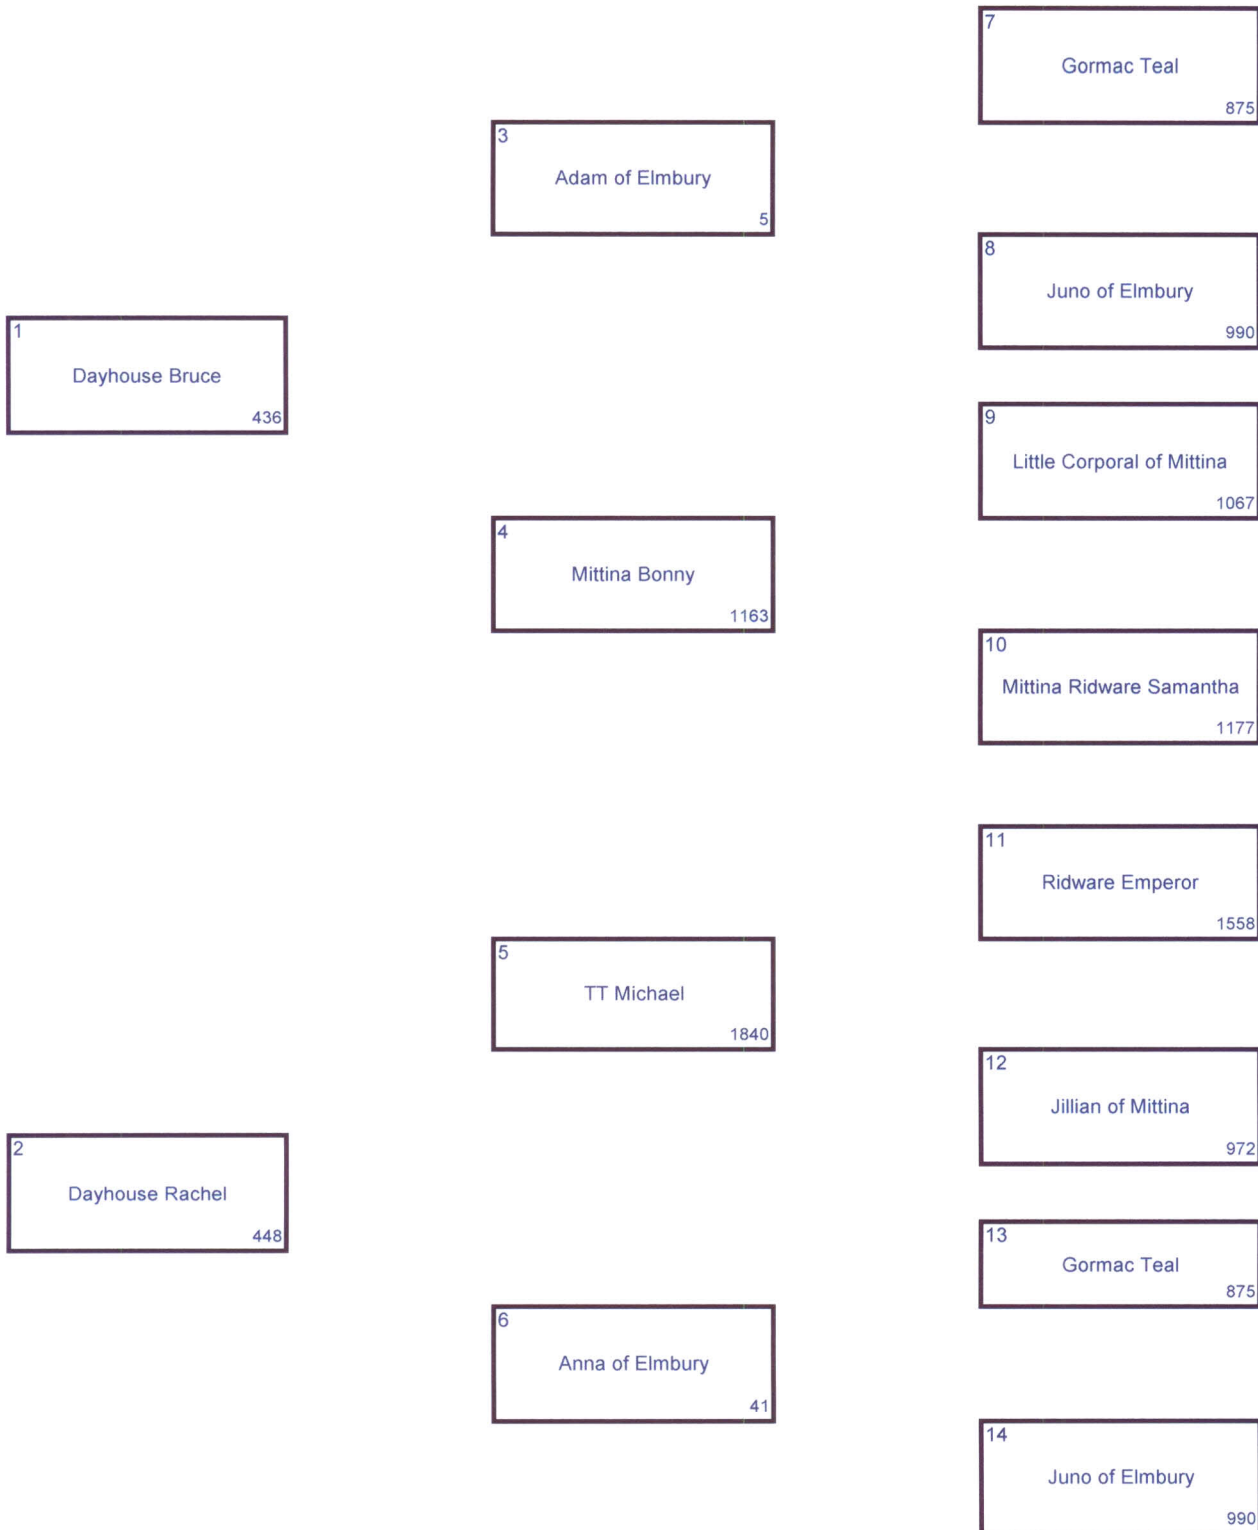 1
Dayhouse Bruce
436
2
Dayhouse Rachel
448
3
Adam of Elmbury
5
4
Mittina Bonny
1163
5
TT Michael
1840
6
Anna of Elmbury
41
7
Gormac Teal
875
8
Juno of Elmbury
990
9
Little Corporal of Mittina
1067
10
Mittina Ridware Samantha
1177
11
Ridware Emperor
1558
12
Jillian of Mittina
972
13
Gormac Teal
875
14
Juno of Elmbury
990